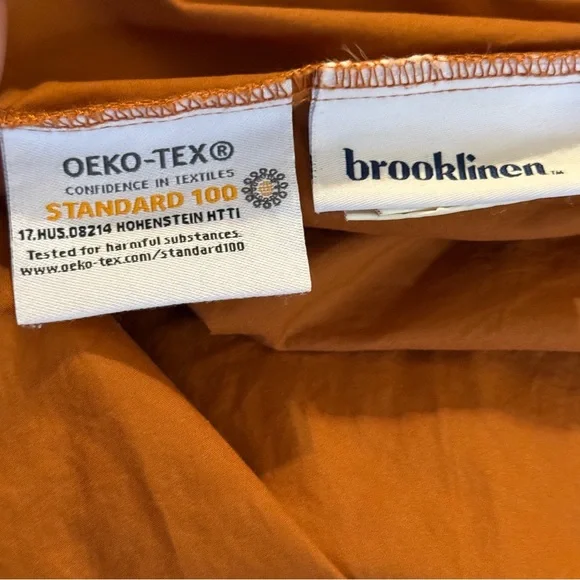 OEKO-TEX®
CONFIDENCE IN TEXTILES
STANDARD 100
17.HUS.08214 HOHENSTEIN HTTI
Tested for harmful substances.
www.oeko-tex.com/standard100
brooklinen™